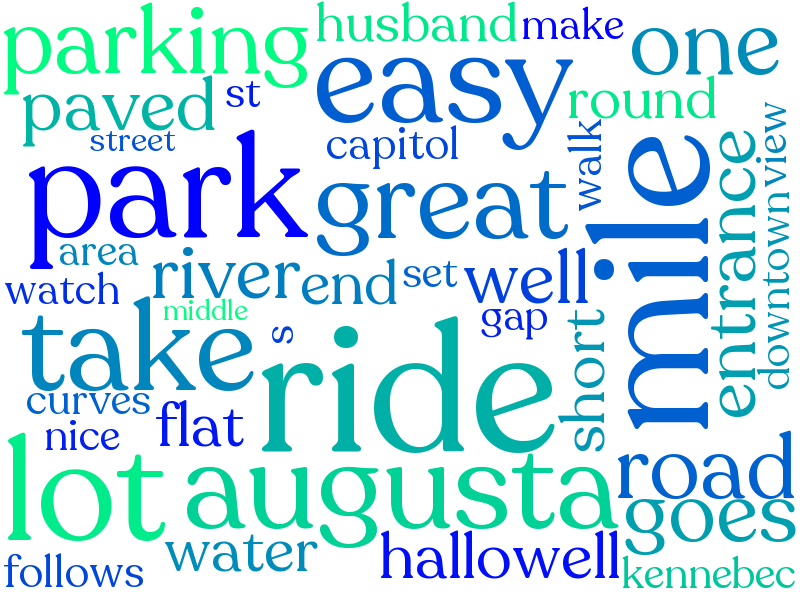 parking
husband
make
one
easy
paved
st
round
street
capitol
walk
view
park
great
mile
entrance
area
river
end
set
well
downtown
watch
middle
gap
short
take
s
ride
curves
nice
flat
lot
augusta
road
goes
water
hallowell
follows
kennebec